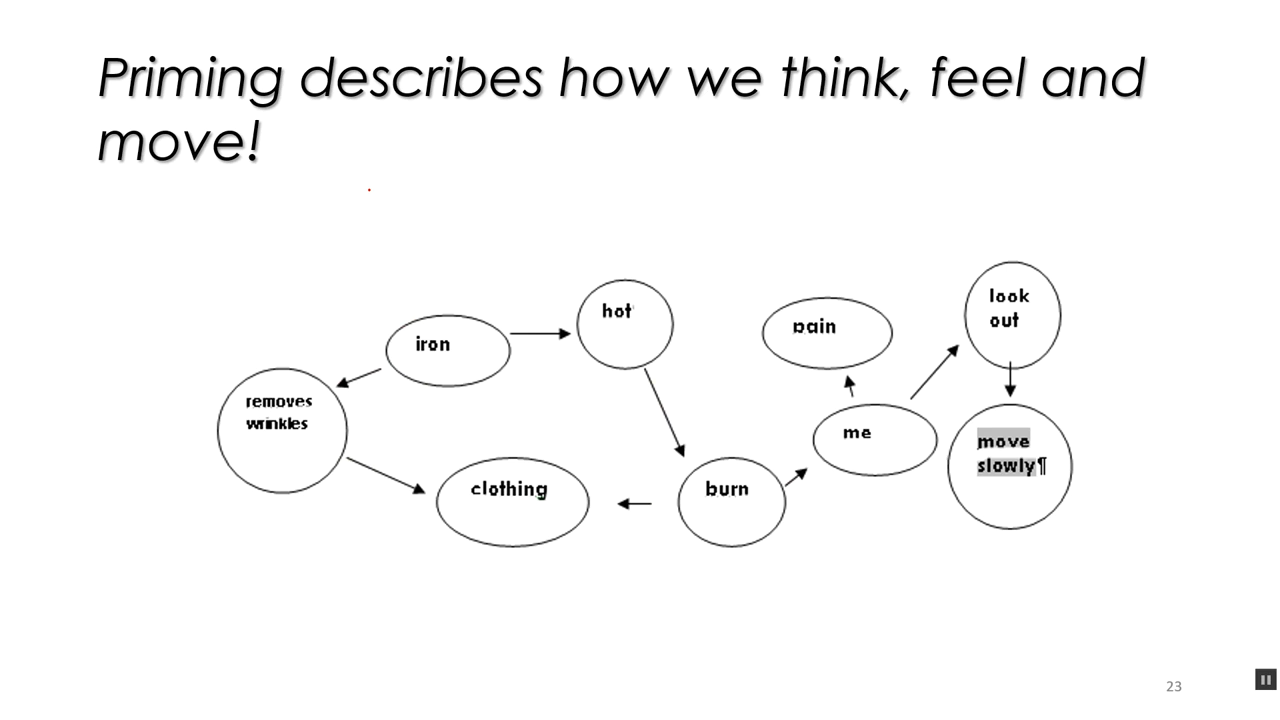 Priming describes how we think, feel and
move!
iron
hot
removes
wrinkles
clothing
burn
pain
me
look
out
move
slowly¶
23